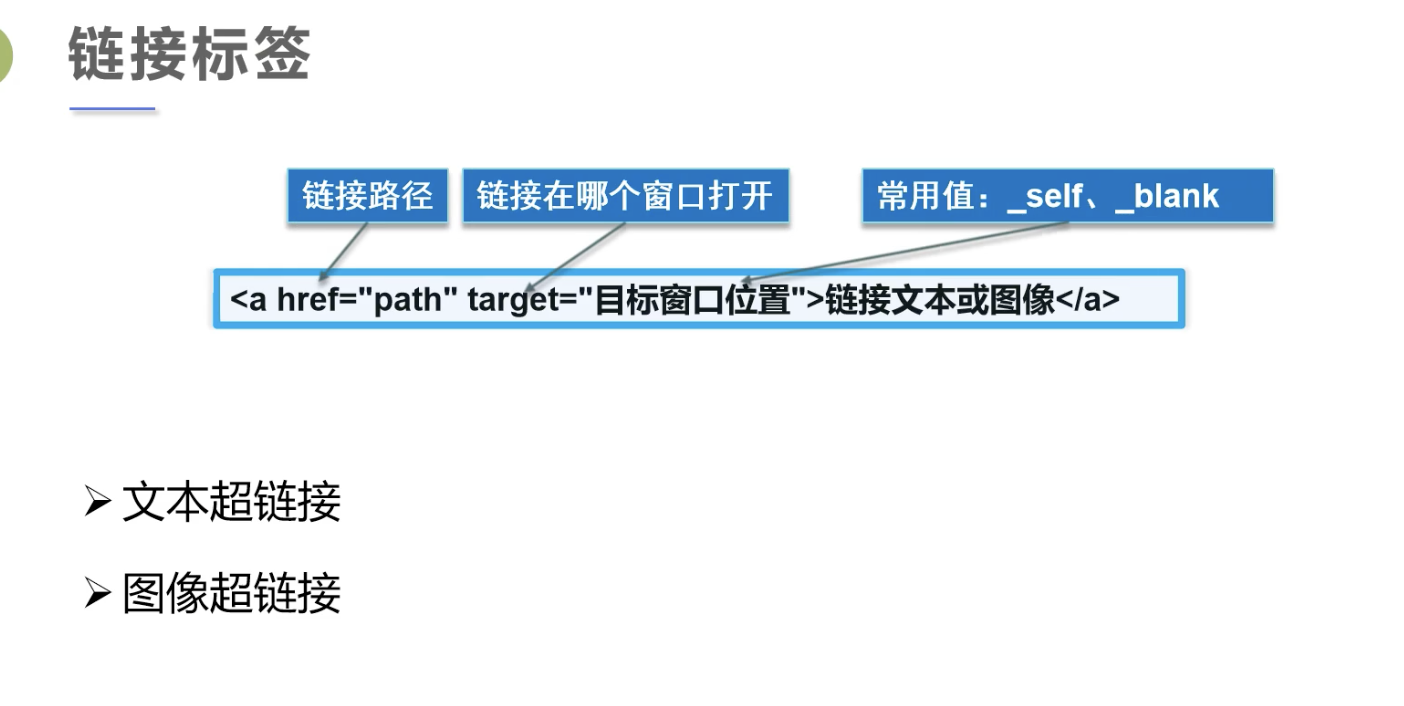 链接标签
链接路径
链接在哪个窗口打开
常用值：_self、_blank
<a href="path" target="目标窗口位置">链接文本或图像</a>
文本超链接
图像超链接